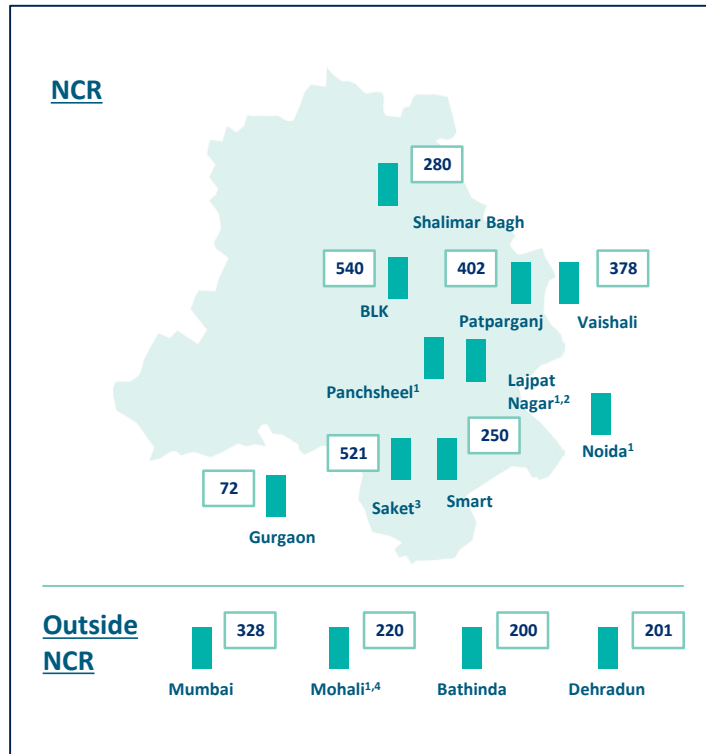 NCR
280
Shalimar Bagh
540
402
378
BLK
Patparganj
Vaishali
Panchsheel¹
Lajpat
Nagar¹,²
250
Noida¹
521
Saket³
Smart
72
Gurgaon
Outside
NCR
328
220
200
201
Mumbai
Mohali¹,⁴
Bathinda
Dehradun